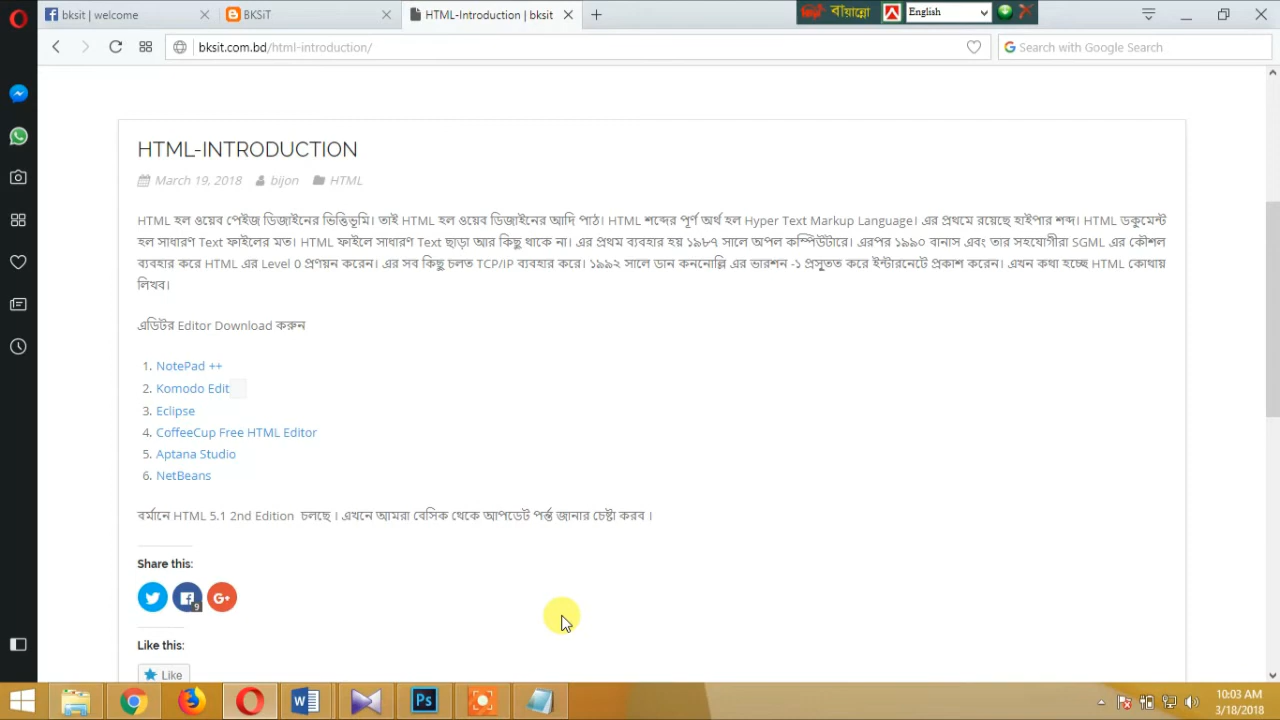 bksit | welcome
BKSiT
HTML-Introduction | bksit
বাঁয়ান্নো
English
bksit.com.bd/html-introduction/
Search with Google Search
HTML-INTRODUCTION
March 19, 2018 bijon HTML
HTML হল ওয়েব পেইজ ডিজাইনের ভিত্তিভূমি। তাই HTML হল ওয়েব ডিজাইনের আদি পাঠ। HTML শব্দের পূর্ণ অর্থ হল Hyper Text Markup Language। এর প্রথমে রয়েছে হাইপার শব্দ। HTML ডকুমেন্ট
হল সাধারণ Text ফাইলের মত। HTML ফাইলে সাধারণ Text ছাড়া আর কিছু থাকে না। এর প্রথম ব্যবহার হয় ১৯৮৭ সালে অপল কম্পিউটারে। এরপর ১৯৯০ বানাস এবং তার সহযোগীরা SGML এর কৌশল
ব্যবহার করে HTML এর Level 0 প্রণয়ন করেন। এর সব কিছু চলত TCP/IP ব্যবহার করে। ১৯৯২ সালে ডান কননোল্লি এর ভারশন -১ প্রসূতত করে ইন্টারনেটে প্রকাশ করেন। এখন কথা হচ্ছে HTML কোথায়
লিখব।
এডিটর Editor Download করুন
1. NotePad ++
2. Komodo Edit
3. Eclipse
4. CoffeeCup Free HTML Editor
5. Aptana Studio
6. NetBeans
বর্মানে HTML 5.1 2nd Edition চলছে । এখনে আমরা বেসিক থেকে আপডেট পর্ন্ত জানার চেষ্টা করব ।
Share this:
9
G+
Like this:
Like
Ps
10:03 AM
3/18/2018